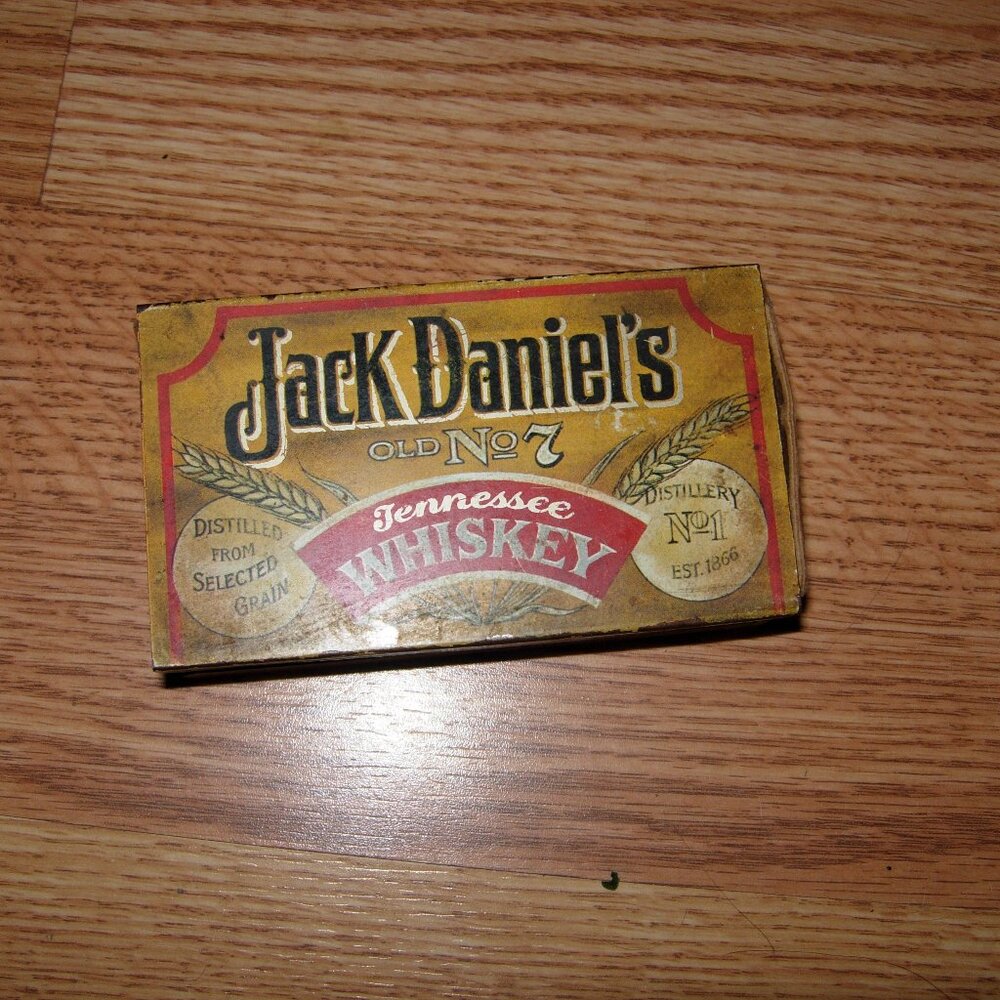 Jack Daniel's
OLD No 7
Tennessee
WHISKEY
DISTILLED
FROM
SELECTED
GRAIN
DISTILLERY
No 1
EST. 1866